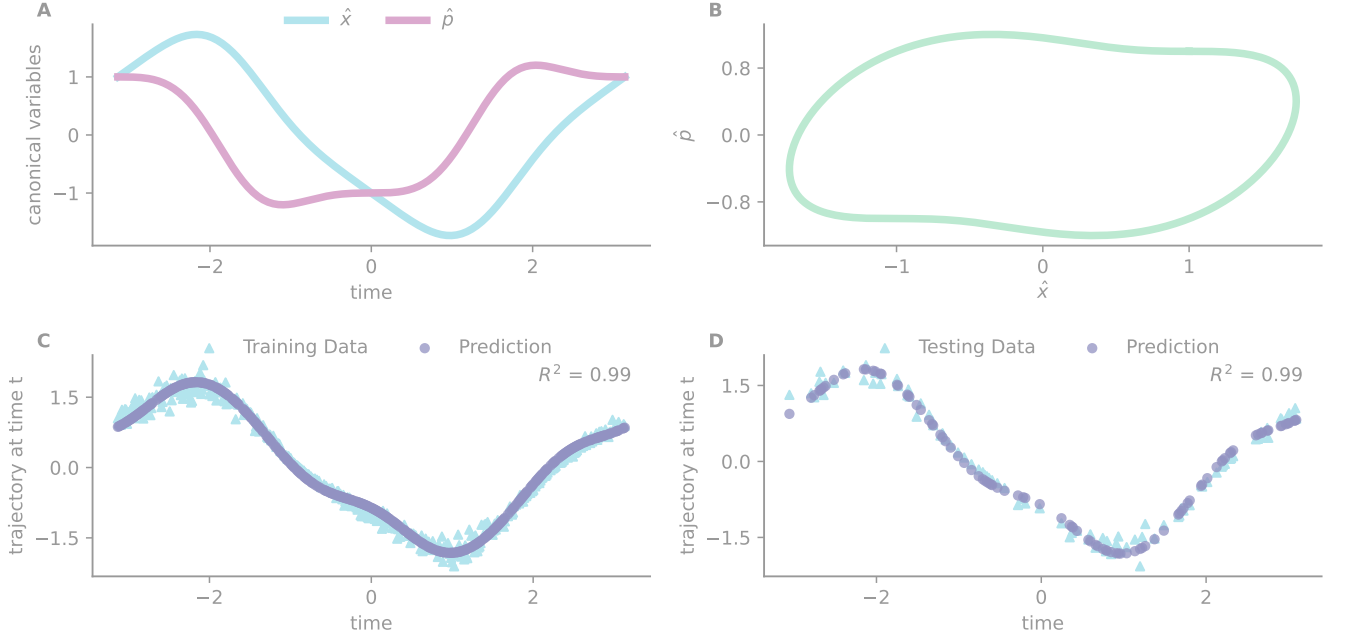 A
x̂ p̂
canonical variables
1
0
−1
−2 0 2
time
B
p̂
0.8
0.0
−0.8
−1 0 1
x̂
C
Training Data Prediction
R² = 0.99
trajectory at time t
1.5
0.0
−1.5
−2 0 2
time
D
Testing Data Prediction
R² = 0.99
trajectory at time t
1.5
0.0
−1.5
−2 0 2
time